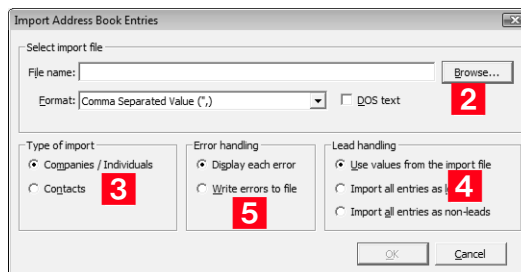 Import Address Book Entries
Select import file
File name:
Browse...
2
Format: Comma Separated Value (",)
DOS text
Type of import
Error handling
Lead handling
Companies / Individuals
Display each error
Use values from the import file
Contacts
3
Write errors to file
5
Import all entries as
4
Import all entries as non-leads
OK
Cancel